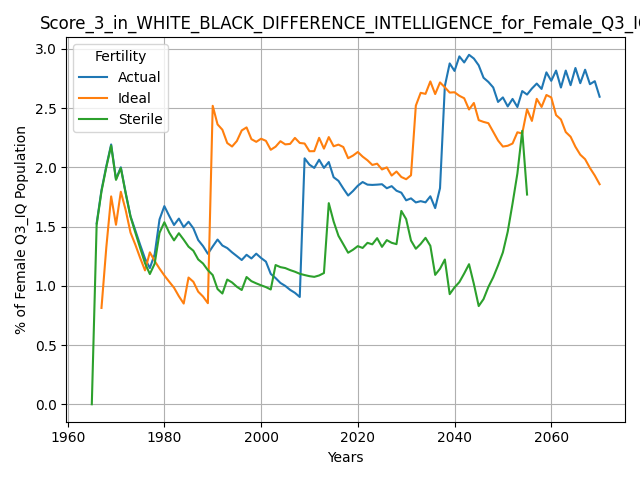 Score_3_in_WHITE_BLACK_DIFFERENCE_INTELLIGENCE_for_Female_Q3_IQ
Fertility
Actual
Ideal
Sterile
% of Female Q3_IQ Population
3.0
2.5
2.0
1.5
1.0
0.5
0.0
1960 1980 2000 2020 2040 2060
Years